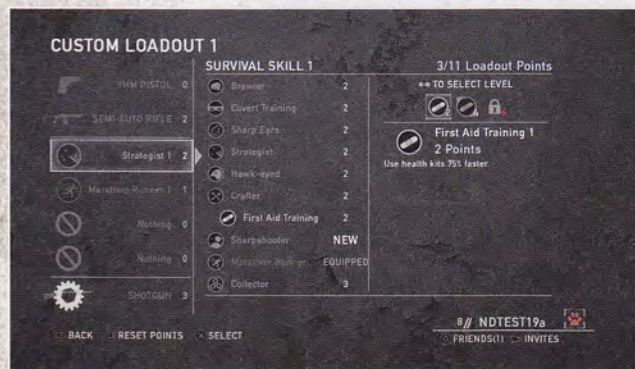 CUSTOM LOADOUT 1
9MM PISTOL 0
SEMI-AUTO RIFLE 2
Strategist 1 2
Marathon Runner 1 1
Nothing 0
Nothing 0
SHOTGUN 3
SURVIVAL SKILL 1
Brawler 2
Covert Training 2
Sharp Ears 2
Strategist 2
Hawk-eyed 2
Crafter 2
First Aid Training 2
Sharpshooter NEW
Marathon Runner EQUIPPED
Collector 3
3/11 Loadout Points
TO SELECT LEVEL
First Aid Training 1
2 Points
Use health kits 75% faster.
BACK RESET POINTS SELECT
8// NDTEST19a
FRIENDS(1) INVITES